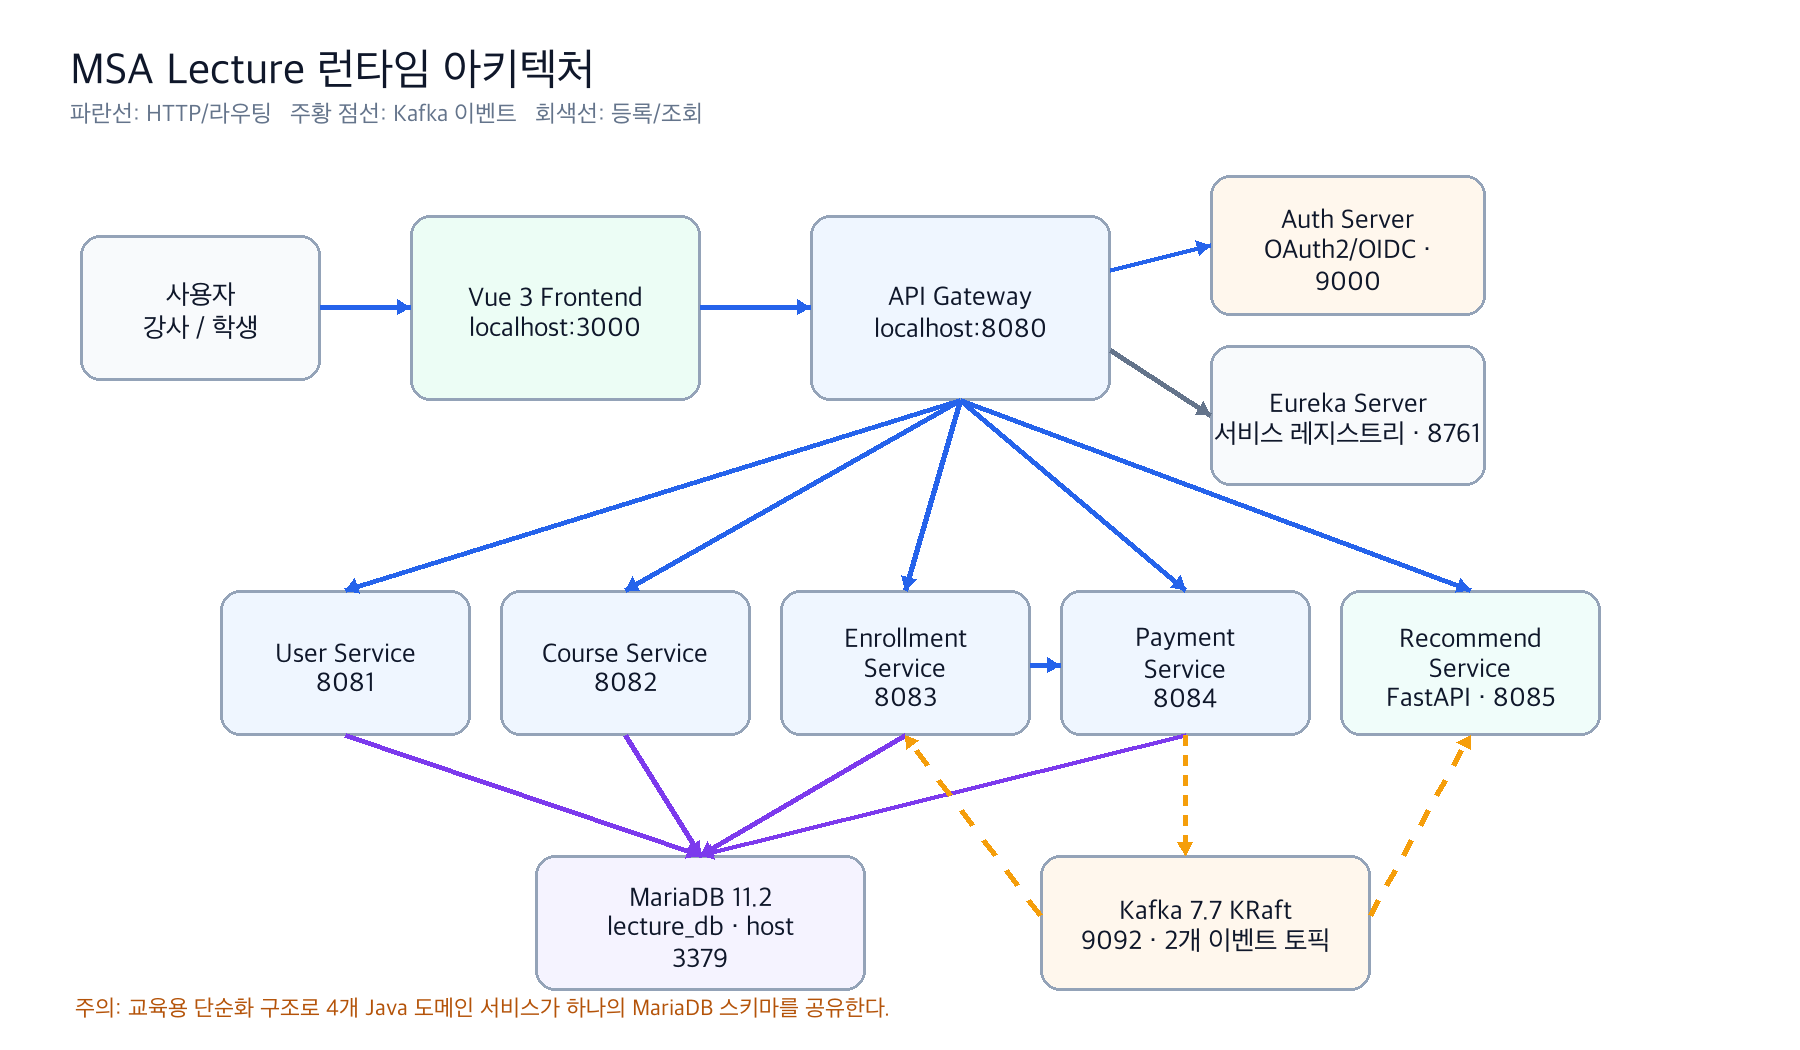 MSA Lecture 런타임 아키텍처
파란선: HTTP/라우팅   주황 점선: Kafka 이벤트   회색선: 등록/조회
사용자
강사 / 학생
Vue 3 Frontend
localhost:3000
API Gateway
localhost:8080
Auth Server
OAuth2/OIDC ·
9000
Eureka Server
서비스 레지스트리 · 8761
User Service
8081
Course Service
8082
Enrollment
Service
8083
Payment
Service
8084
Recommend
Service
FastAPI · 8085
MariaDB 11.2
lecture_db · host
3379
Kafka 7.7 KRaft
9092 · 2개 이벤트 토픽
주의: 교육용 단순화 구조로 4개 Java 도메인 서비스가 하나의 MariaDB 스키마를 공유한다.